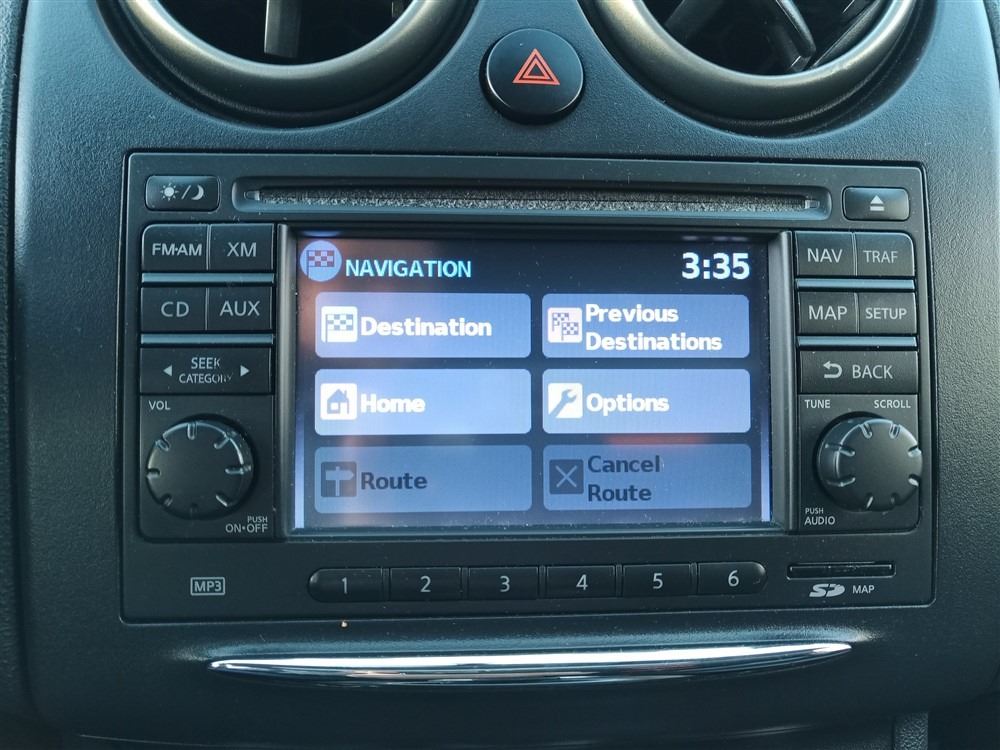 FM·AM XM
CD AUX
SEEK
CATEGORY
VOL
PUSH
ON·OFF
NAVIGATION 3:35
Destination
Previous
Destinations
Home
Options
Route
Cancel
Route
NAV TRAF
MAP SETUP
BACK
TUNE SCROLL
PUSH
AUDIO
MP3
1 2 3 4 5 6
SD MAP